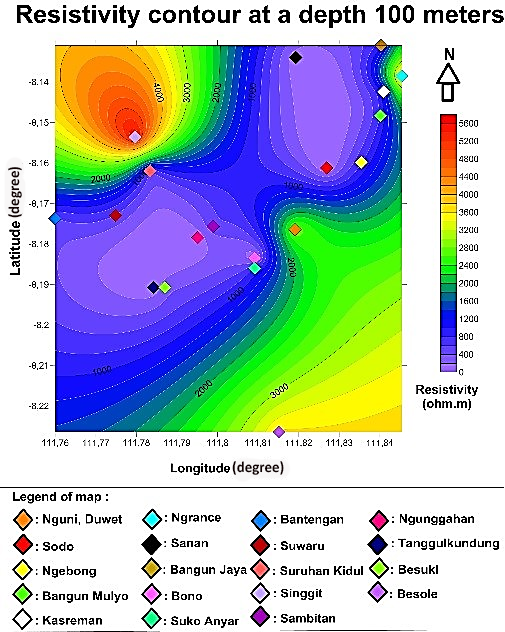 Resistivity contour at a depth 100 meters
N
-8,14
-8,15
-8,16
-8,17
-8,18
-8,19
-8,2
-8,21
-8,22
Latitude (degree)
4000
3000
2000
2000
1000
2000
1000
1000
2000
3000
5600
5200
4800
4400
4000
3600
3200
2800
2400
2000
1600
1200
800
400
0
Resistivity
(ohm.m)
111,76 111,77 111,78 111,79 111,8 111,81 111,82 111,83 111,84
Longitude (degree)
Legend of map :
: Nguni, Duwet : Ngrance : Bantengan : Ngunggahan
: Sodo : Sanan : Suwaru : Tanggulkundung
: Ngebong : Bangun Jaya : Suruhan Kidul : Besuki
: Bangun Mulyo : Bono : Singgit : Besole
: Kasreman : Suko Anyar : Sambitan